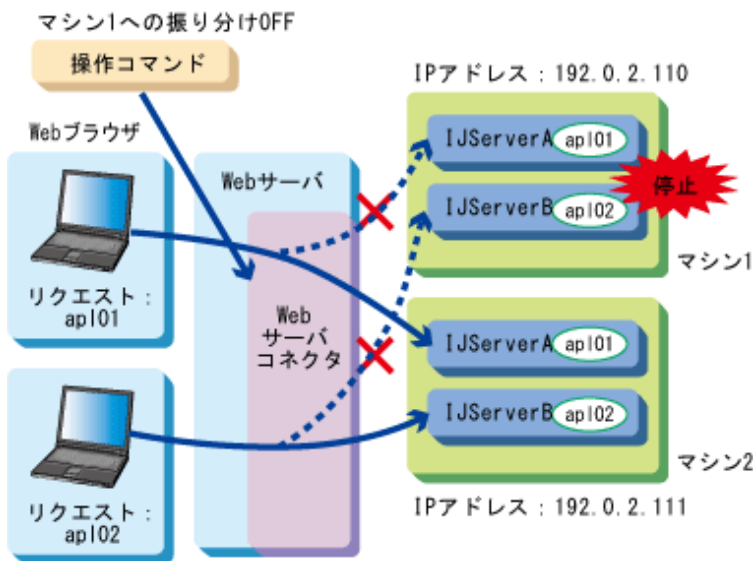 マシン1への振り分けOFF
操作コマンド
IPアドレス：192.0.2.110
Webブラウザ
IJServerA apl01
Webサーバ
停止
IJServerB apl02
マシン1
リクエスト：
apl01
Web
サーバ
コネクタ
IJServerA apl01
IJServerB apl02
マシン2
リクエスト：
apl02
IPアドレス：192.0.2.111